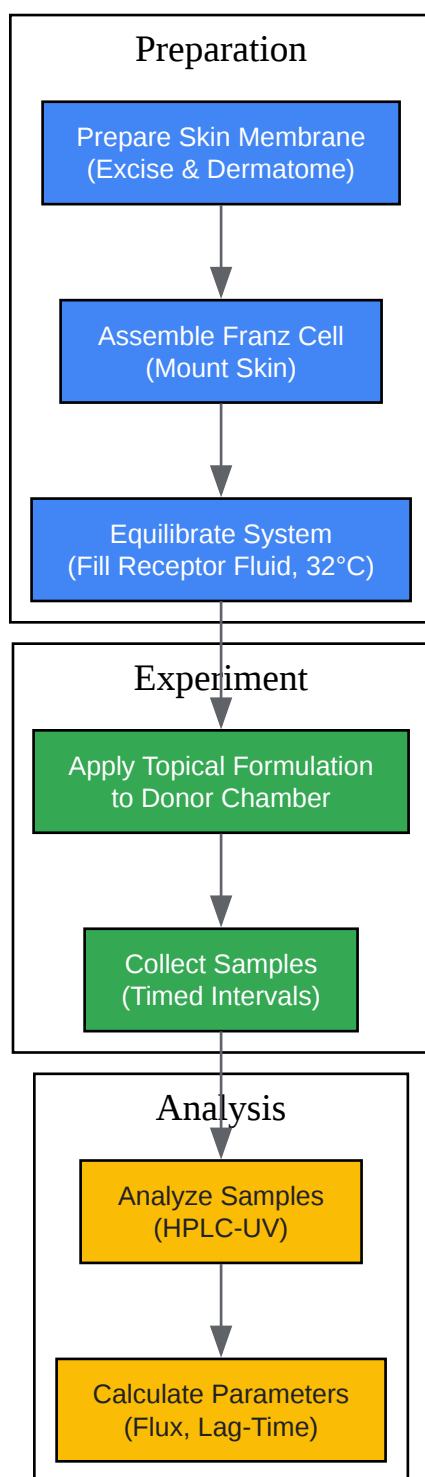 Preparation
Prepare Skin Membrane
(Excise & Dermatome)
Assemble Franz Cell
(Mount Skin)
Equilibrate System
(Fill Receptor Fluid, 32°C)
Experiment
Apply Topical Formulation
to Donor Chamber
Collect Samples
(Timed Intervals)
Analysis
Analyze Samples
(HPLC-UV)
Calculate Parameters
(Flux, Lag-Time)